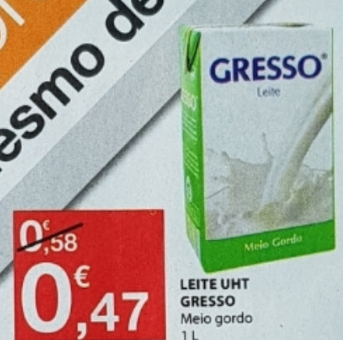 esmo de
GRESSO®
Leite
Meio Gordo
0,58 €
0,47 €
LEITE UHT
GRESSO
Meio gordo
1 L